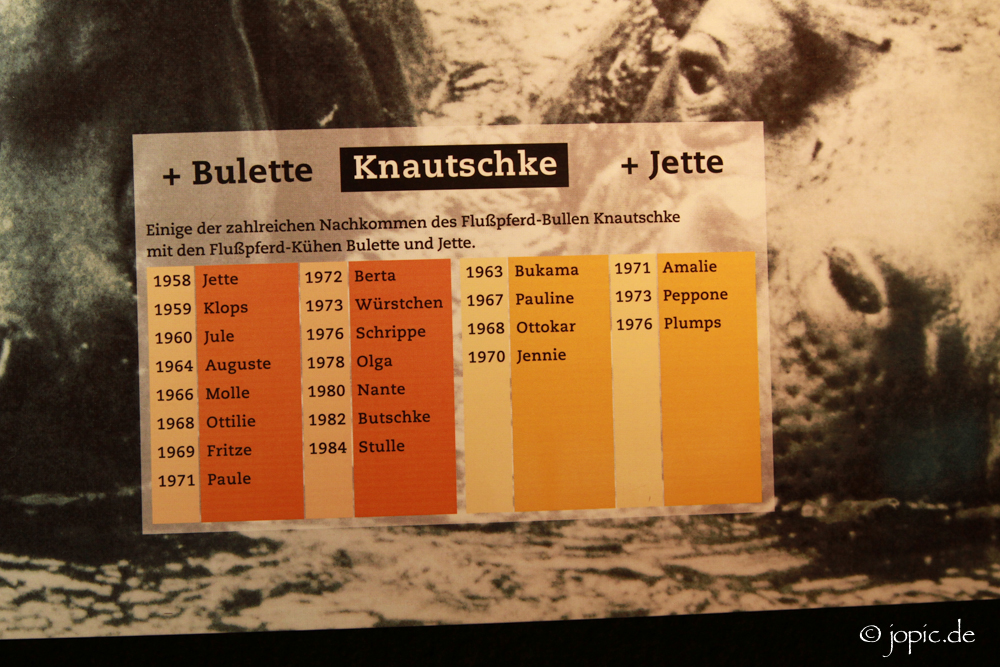 + Bulette Knautschke + Jette
Einige der zahlreichen Nachkommen des Flußpferd-Bullen Knautschke
mit den Flußpferd-Kühen Bulette und Jette.
1958 Jette
1959 Klops
1960 Jule
1964 Auguste
1966 Molle
1968 Ottilie
1969 Fritze
1971 Paule
1972 Berta
1973 Würstchen
1976 Schrippe
1978 Olga
1980 Nante
1982 Butschke
1984 Stulle
1963 Bukama
1967 Pauline
1968 Ottokar
1970 Jennie
1971 Amalie
1973 Peppone
1976 Plumps
© jopic.de